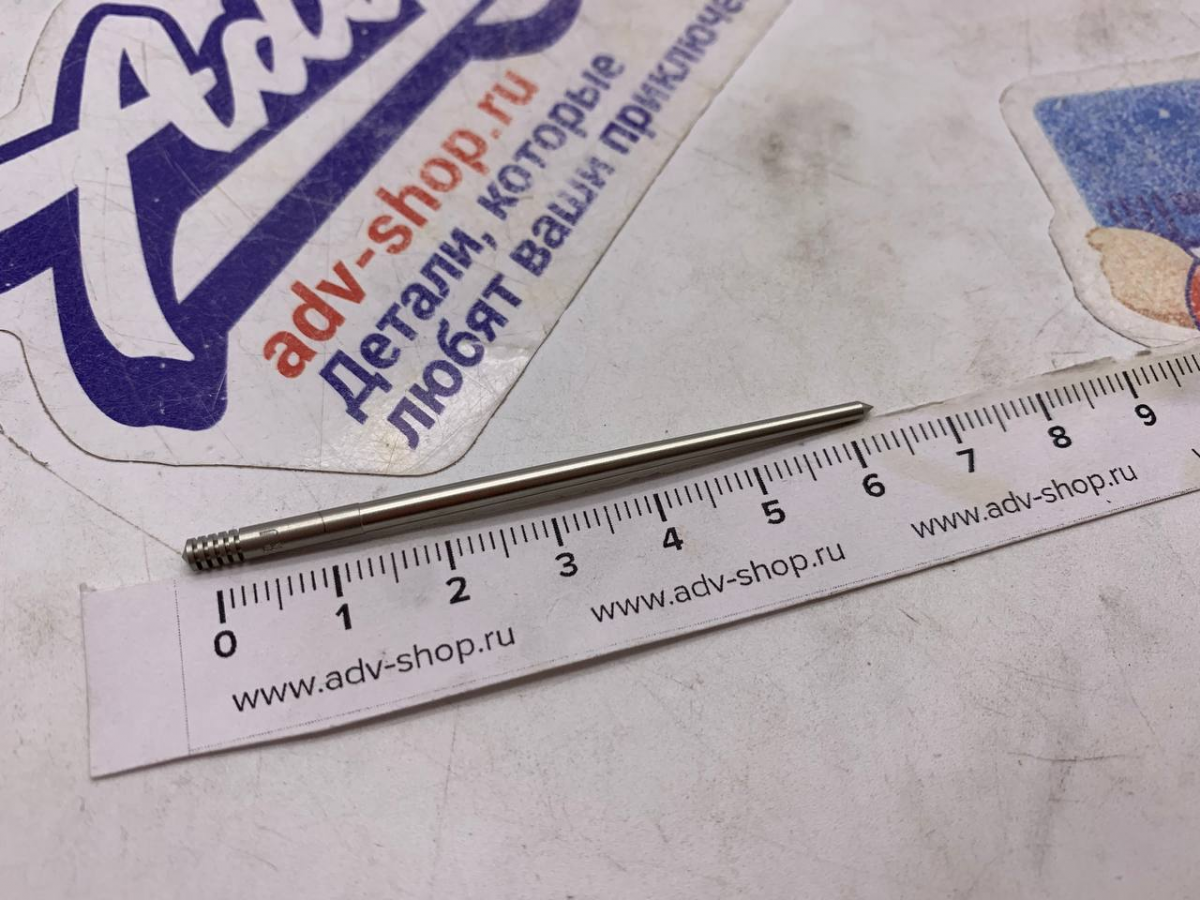 Adv
adv-shop.ru
Детали, которые
любят ваши
0 1 2 3 4 5 6 7 8 9
www.adv-shop.ru www.adv-shop.ru www.adv-shop.ru